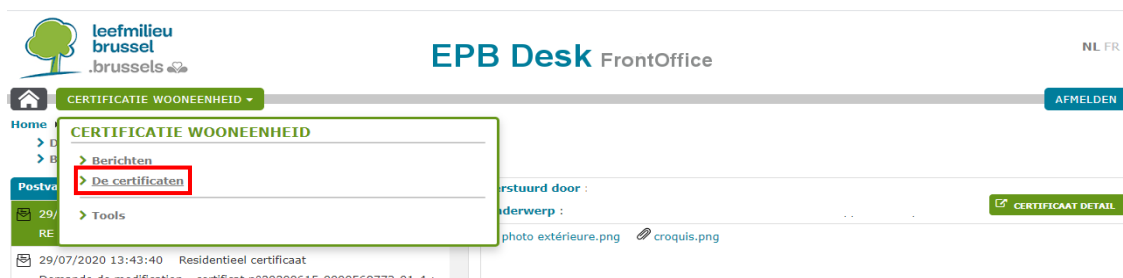 leefmilieu
brussel
.brussels
EPB Desk FrontOffice
NL FR
CERTIFICATIE WOONEENHEID
AFMELDEN
Home
CERTIFICATIE WOONEENHEID
> D
> Berichten
> B
> De certificaten
Postva
rstuurd door :
> Tools
nderwerp :
CERTIFICAAT DETAIL
29/
RE
photo extérieure.png croquis.png
29/07/2020 13:43:40 Residentieel certificaat